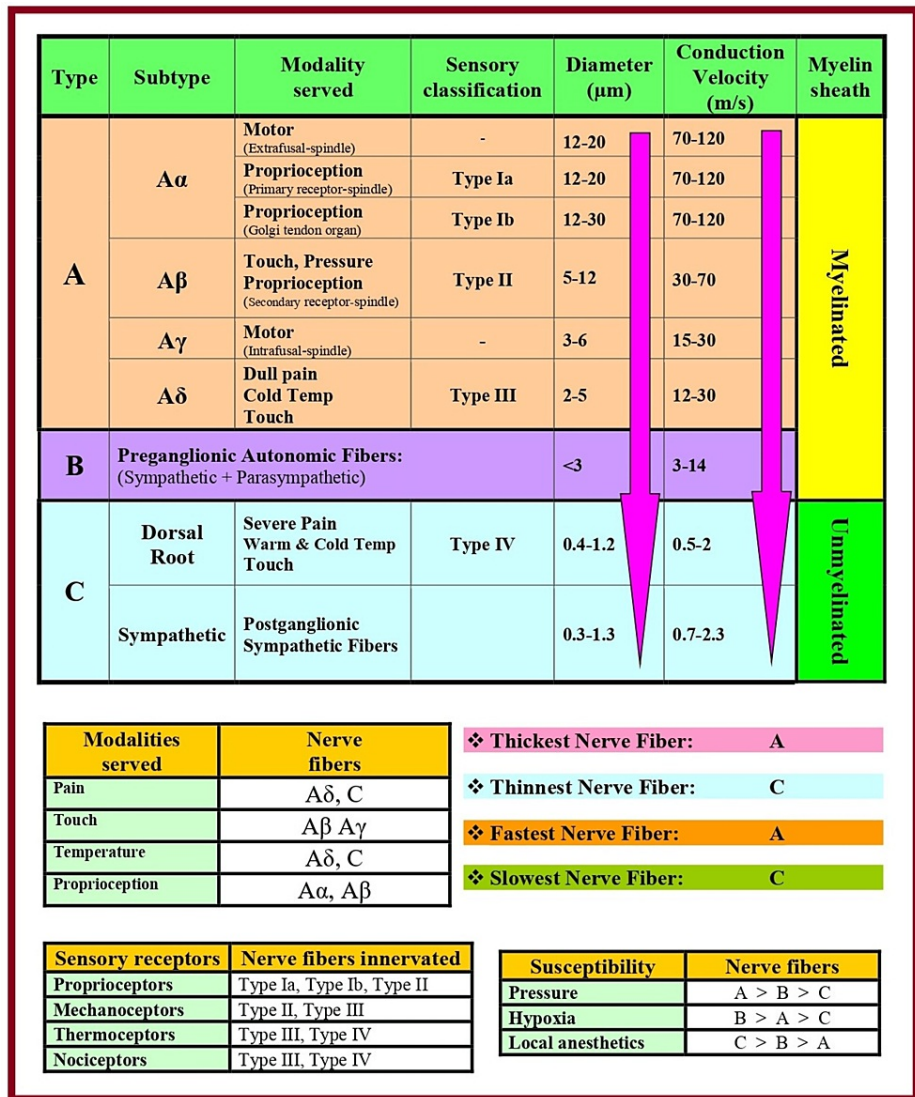 Type Subtype Modality served Sensory classification Diameter (μm) Conduction Velocity (m/s) Myelin sheath
A
Aα
Motor
(Extrafusal-spindle)
-
12-20
70-120
Proprioception
(Primary receptor-spindle)
Type Ia
12-20
70-120
Proprioception
(Golgi tendon organ)
Type Ib
12-30
70-120
Aβ
Touch, Pressure
Proprioception
(Secondary receptor-spindle)
Type II
5-12
30-70
Aγ
Motor
(Intrafusal-spindle)
-
3-6
15-30
Aδ
Dull pain
Cold Temp
Touch
Type III
2-5
12-30
Myelinated
B
Preganglionic Autonomic Fibers:
(Sympathetic + Parasympathetic)
<3
3-14
C
Dorsal
Root
Severe Pain
Warm & Cold Temp
Touch
Type IV
0.4-1.2
0.5-2
Sympathetic
Postganglionic
Sympathetic Fibers
0.3-1.3
0.7-2.3
Unmyelinated
Modalities served Nerve fibers
Pain Aδ, C
Touch Aβ Aγ
Temperature Aδ, C
Proprioception Aα, Aβ
❖ Thickest Nerve Fiber: A
❖ Thinnest Nerve Fiber: C
❖ Fastest Nerve Fiber: A
❖ Slowest Nerve Fiber: C
Sensory receptors Nerve fibers innervated
Proprioceptors Type Ia, Type Ib, Type II
Mechanoceptors Type II, Type III
Thermoceptors Type III, Type IV
Nociceptors Type III, Type IV
Susceptibility Nerve fibers
Pressure A > B > C
Hypoxia B > A > C
Local anesthetics C > B > A